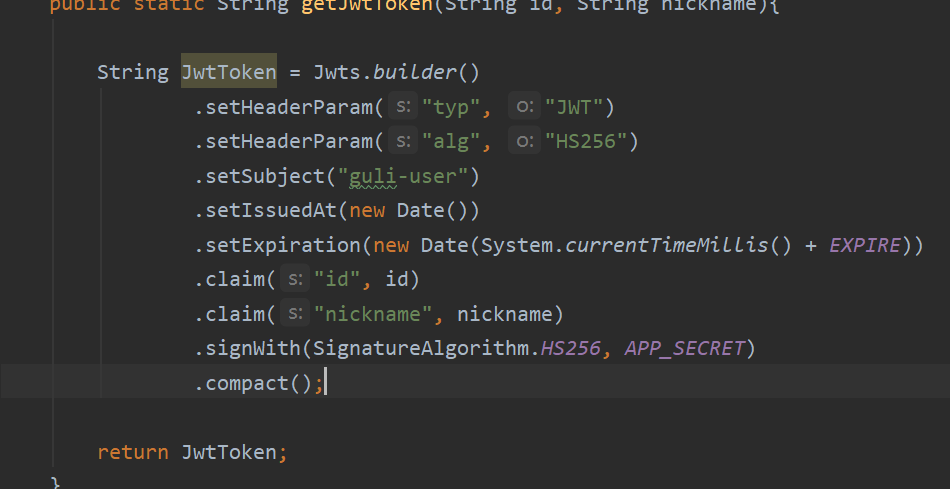 public static String getJwtToken(String id, String nickname){
String JwtToken = Jwts.builder()
.setHeaderParam( s: "typ", o: "JWT")
.setHeaderParam( s: "alg", o: "HS256")
.setSubject("guli-user")
.setIssuedAt(new Date())
.setExpiration(new Date(System.currentTimeMillis() + EXPIRE))
.claim( s: "id", id)
.claim( s: "nickname", nickname)
.signWith(SignatureAlgorithm.HS256, APP_SECRET)
.compact();
return JwtToken;
}